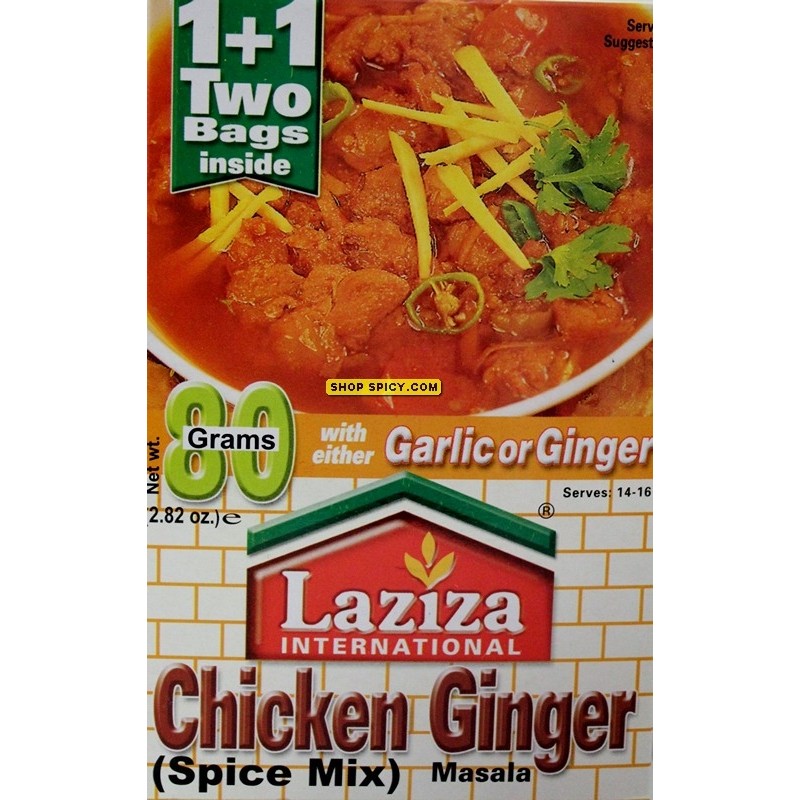 1+1
Two
Bags
inside
Serv
Suggest
SHOP SPICY.COM
Net wt.
80
Grams
(2.82 oz.) e
with
either
Garlic or Ginger
Serves: 14-16
®
Laziza
INTERNATIONAL
Chicken Ginger
(Spice Mix) Masala